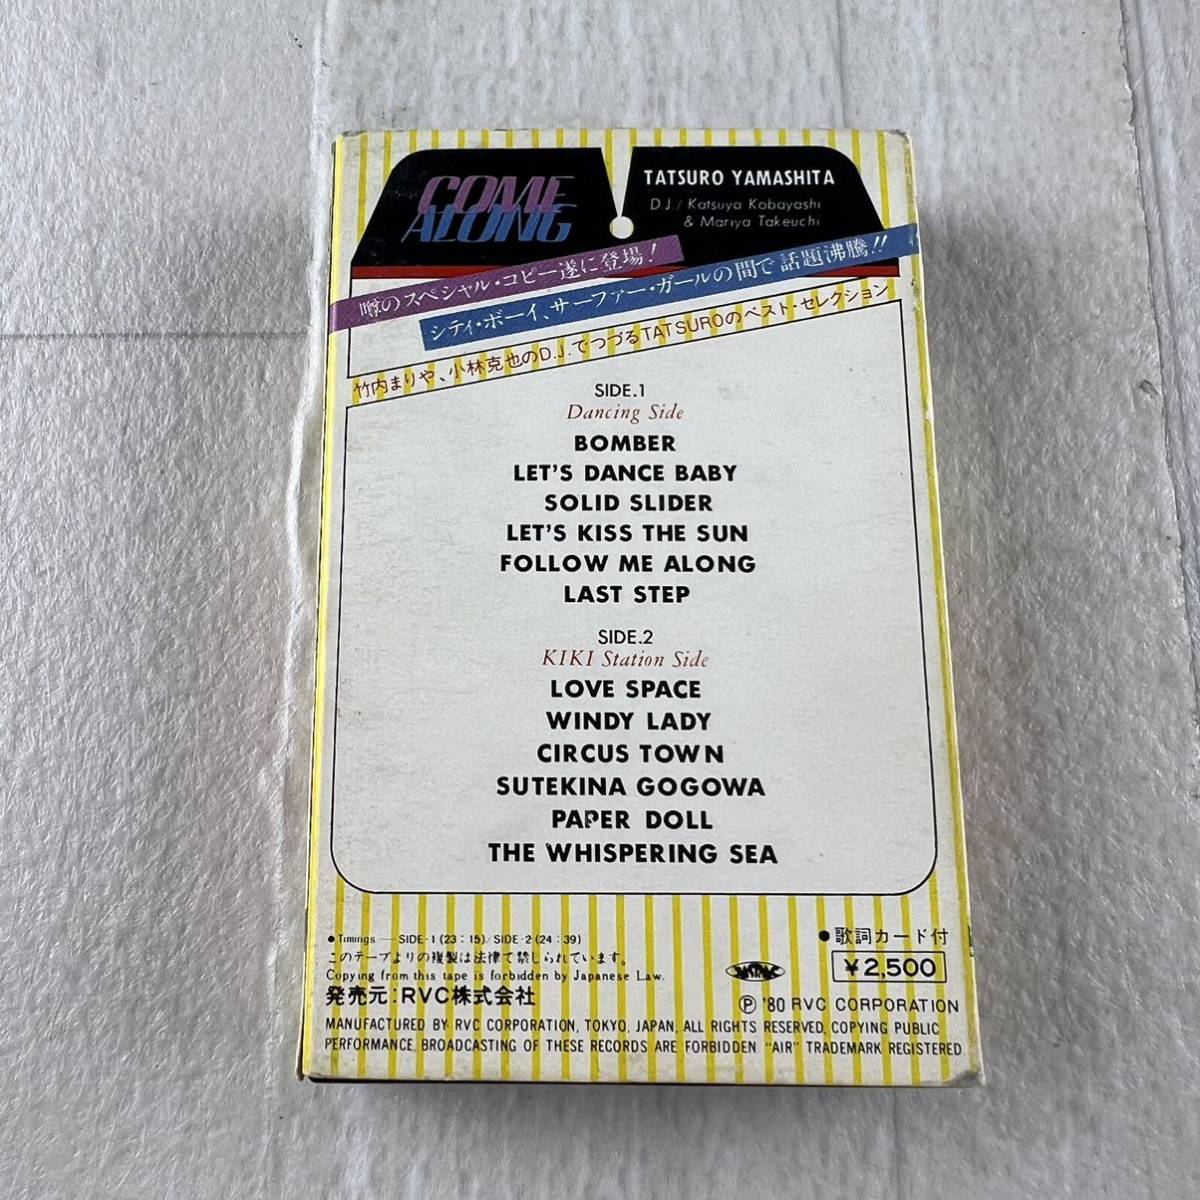 COME
ALONG
TATSURO YAMASHITA
D.J. / Katsuya Kobayashi
& Mariya Takeuchi
噂のスペシャル・コピー遂に登場!
シティ・ボーイ、サーファー・ガールの間で話題沸騰!!
竹内まりや、小林克也のD.J.でつづるTATSUROのベスト・セレクション
SIDE.1
Dancing Side
BOMBER
LET'S DANCE BABY
SOLID SLIDER
LET'S KISS THE SUN
FOLLOW ME ALONG
LAST STEP
SIDE.2
KIKI Station Side
LOVE SPACE
WINDY LADY
CIRCUS TOWN
SUTEKINA GOGOWA
PAPER DOLL
THE WHISPERING SEA
●Timings — SIDE-1 (23:15)/SIDE-2 (24:39)
このテープよりの複製は法律で禁じられています。
Copying from this tape is forbidden by Japanese Law.
発売元:RVC株式会社
●歌詞カード付
¥2,500
Ⓟ '80 RVC CORPORATION
MANUFACTURED BY RVC CORPORATION, TOKYO, JAPAN, ALL RIGHTS RESERVED, COPYING PUBLIC
PERFORMANCE, BROADCASTING OF THESE RECORDS ARE FORBIDDEN "AIR" TRADEMARK REGISTERED